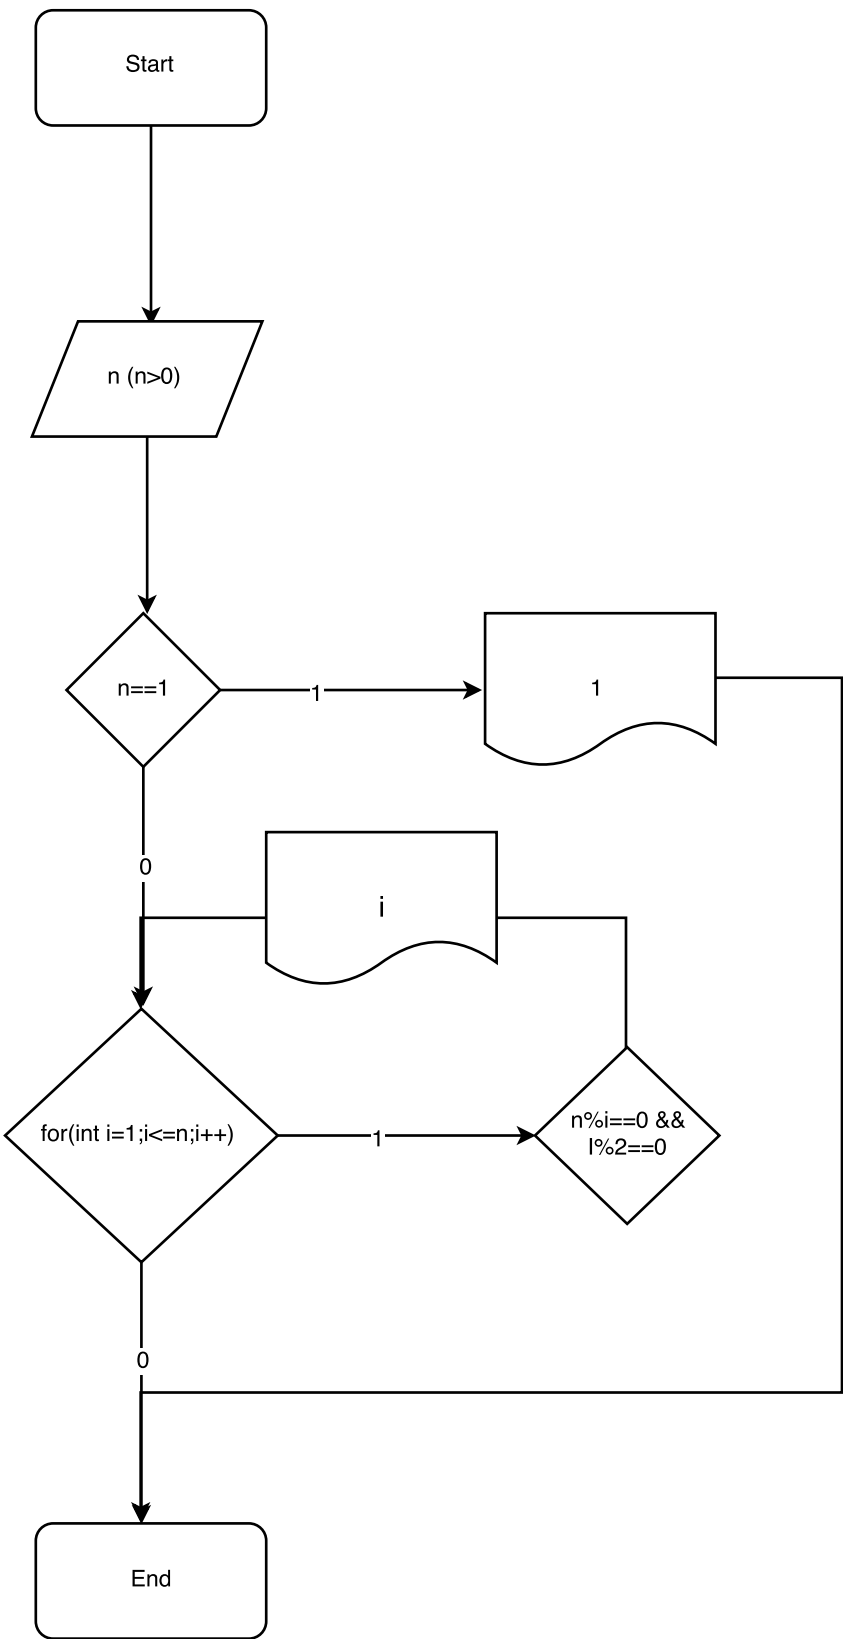 Start
n (n>0)
n==1
1
1
0
i
for(int i=1;i<=n;i++)
1
n%i==0 &&
I%2==0
0
End